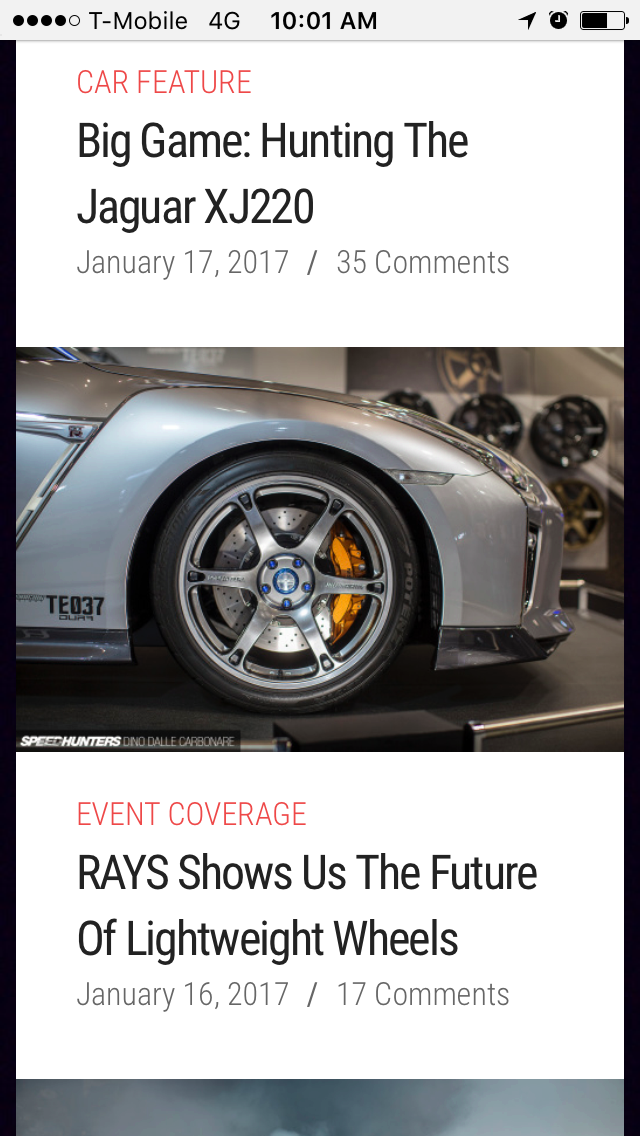 T-Mobile 4G 10:01 AM
CAR FEATURE
Big Game: Hunting The
Jaguar XJ220
January 17, 2017 / 35 Comments
TE037
SPEEDHUNTERS DINO DALLE CARBONARE
EVENT COVERAGE
RAYS Shows Us The Future
Of Lightweight Wheels
January 16, 2017 / 17 Comments